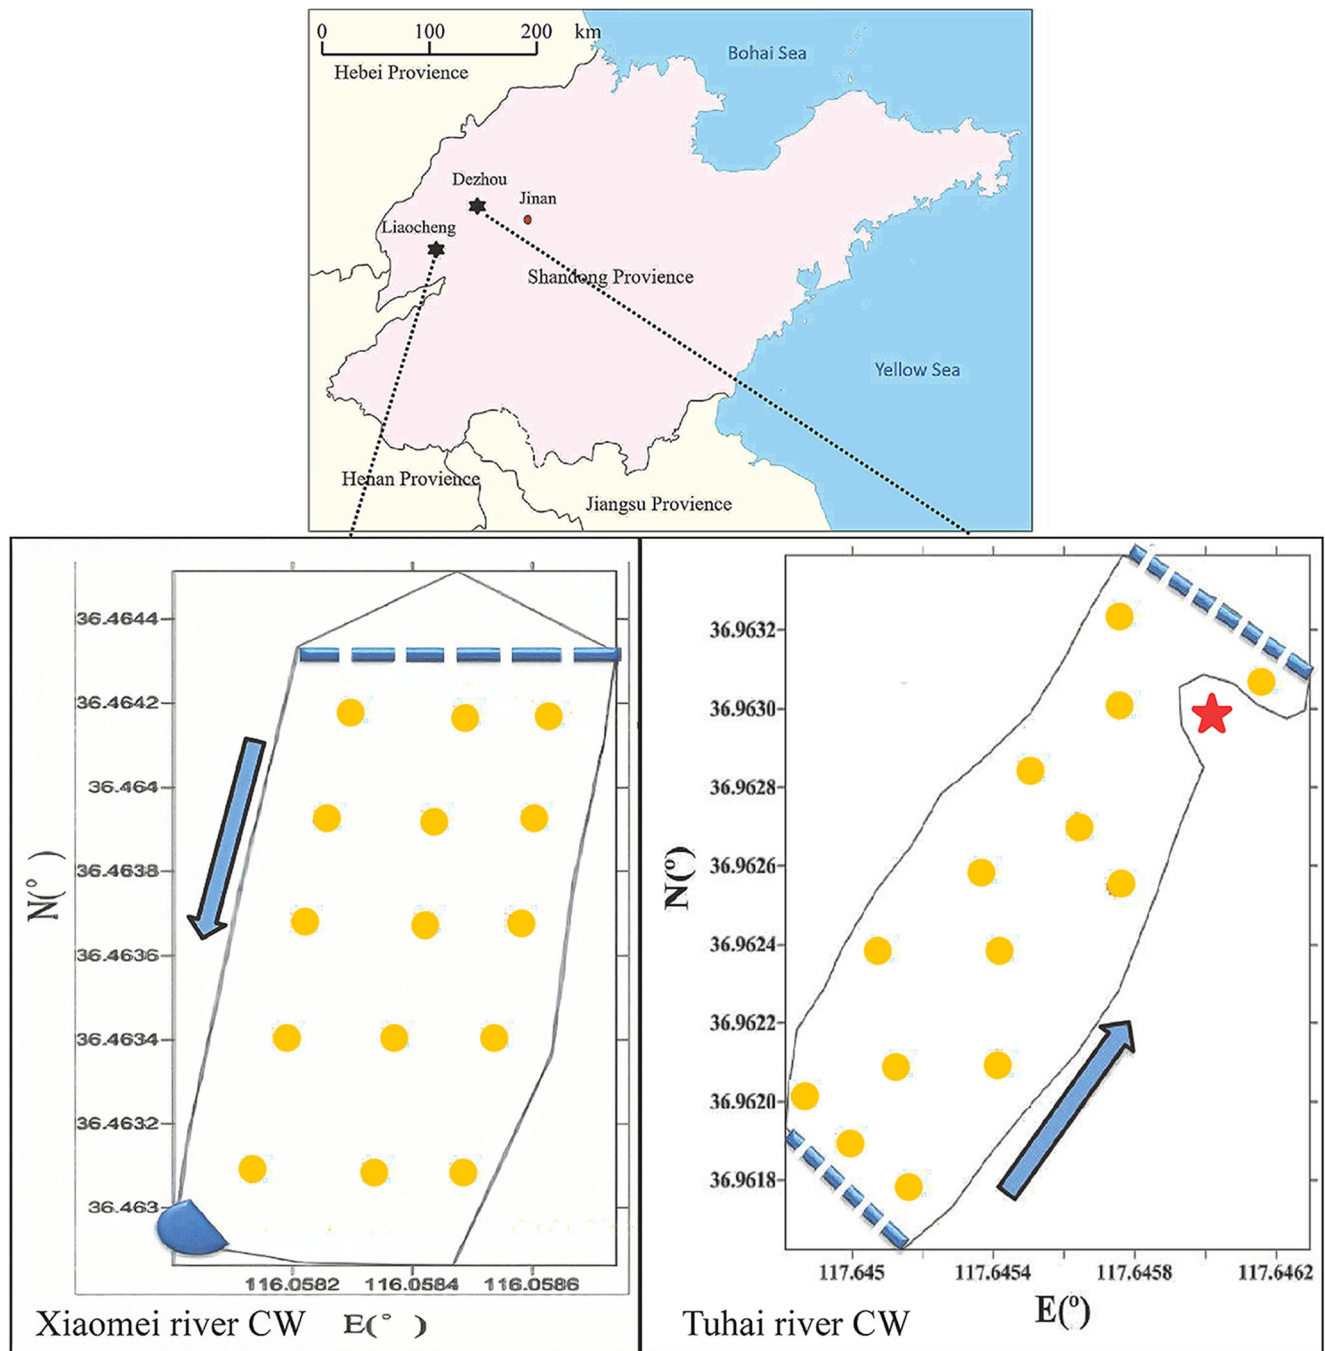 0 100 200 km
Hebei Provience
Bohai Sea
Dezhou
Jinan
Liaocheng
Shandong Provience
Yellow Sea
Henan Provience
Jiangsu Provience
36.4644
36.4642
36.464
36.4638
36.4636
36.4634
36.4632
36.463
N(° )
116.0582 116.0584 116.0586
Xiaomei river CW E(° )
36.9632
36.9630
36.9628
36.9626
36.9624
36.9622
36.9620
36.9618
N(º)
117.645 117.6454 117.6458 117.6462
E(º)
Tuhai river CW